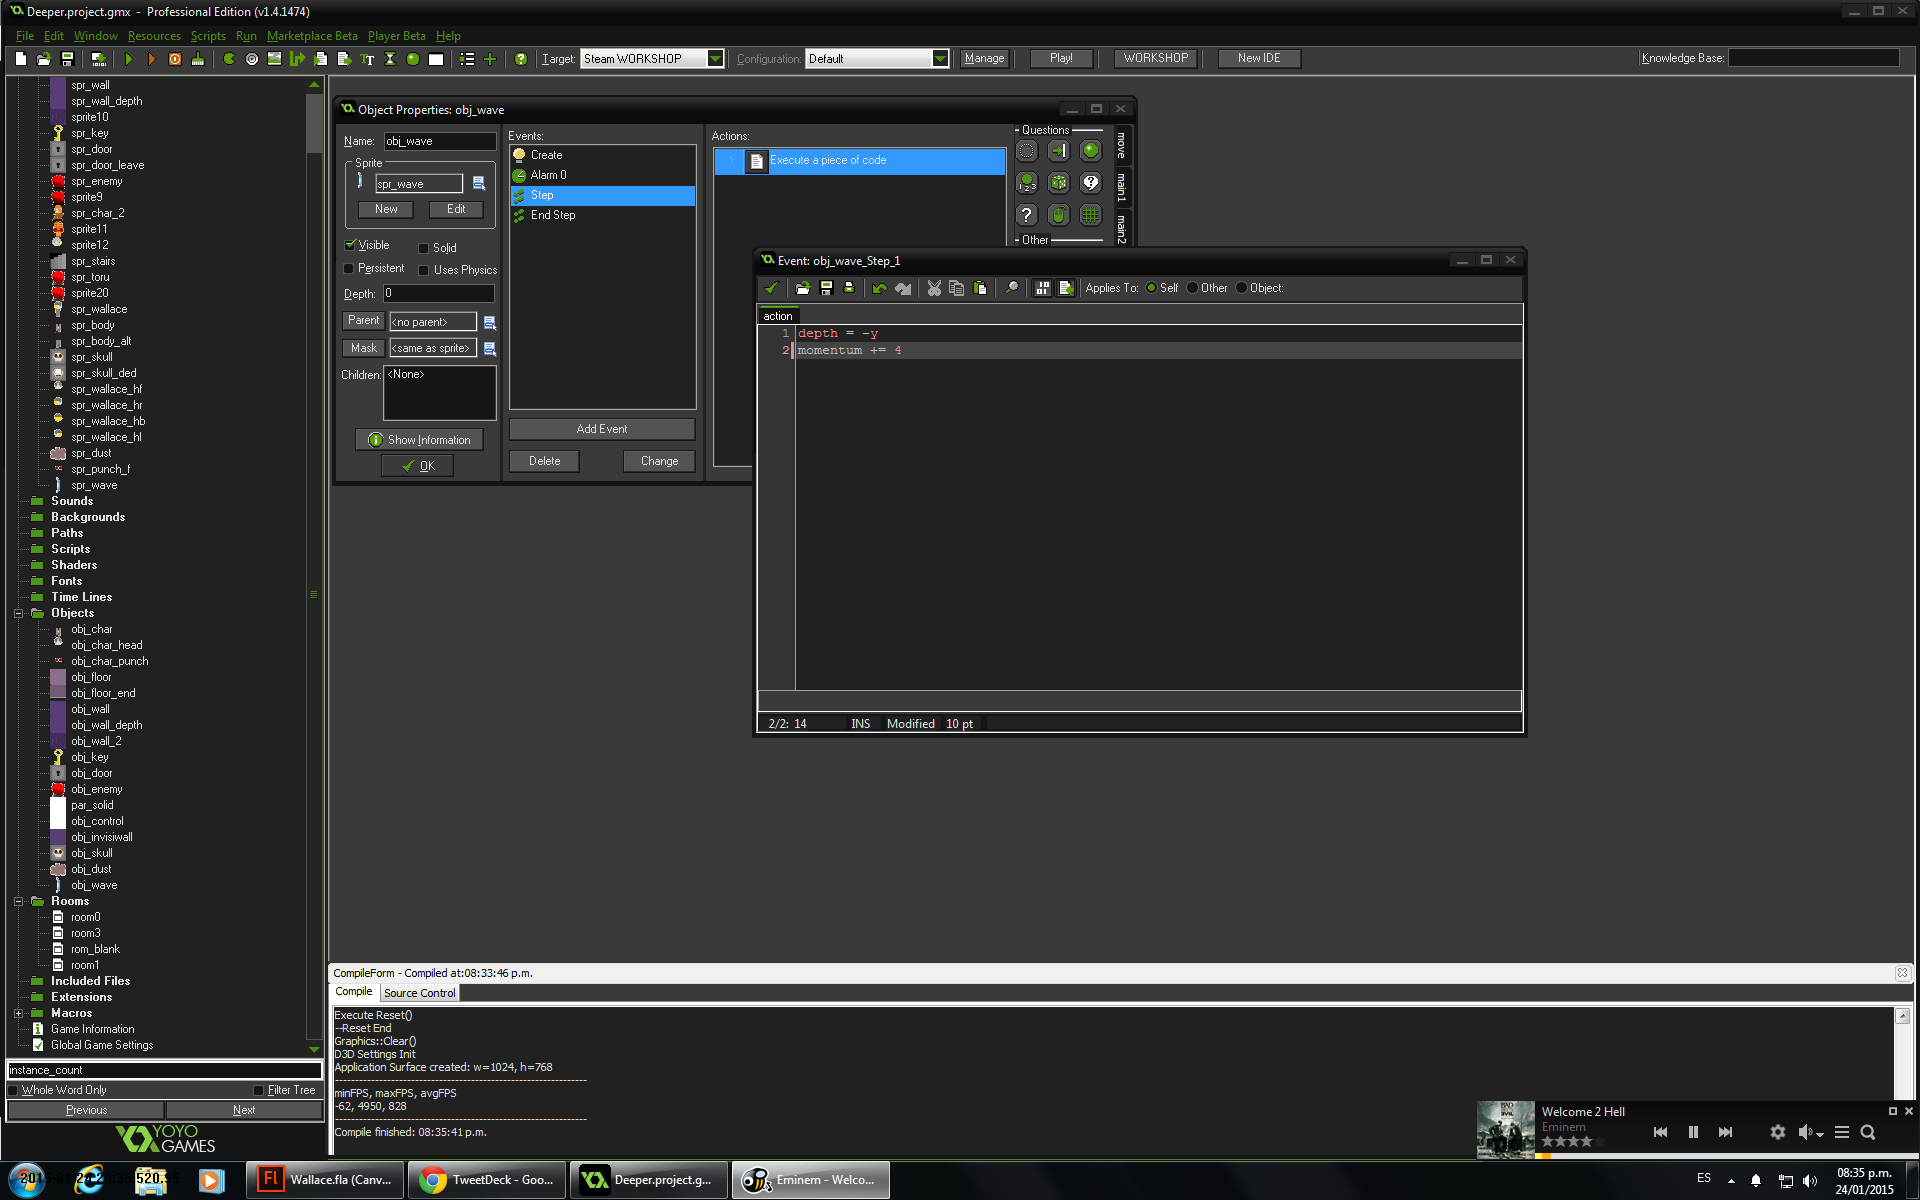 Deeper.project.gmx - Professional Edition (v1.4.1474)
File Edit Window Resources Scripts Run Marketplace Beta Player Beta Help
Target: Steam WORKSHOP Configuration: Default Manage Play! WORKSHOP New IDE Knowledge Base:
spr_wall
spr_wall_depth
sprite10
spr_key
spr_door
spr_door_leave
spr_enemy
sprite9
spr_char_2
sprite11
sprite12
spr_stairs
spr_toru
sprite20
spr_wallace
spr_body
spr_body_alt
spr_skull
spr_skull_ded
spr_wallace_hf
spr_wallace_hr
spr_wallace_hb
spr_wallace_hl
spr_dust
spr_punch_f
spr_wave
Sounds
Backgrounds
Paths
Scripts
Shaders
Fonts
Time Lines
Objects
obj_char
obj_char_head
obj_char_punch
obj_floor
obj_floor_end
obj_wall
obj_wall_depth
obj_wall_2
obj_key
obj_door
obj_enemy
par_solid
obj_control
obj_invisiwall
obj_skull
obj_dust
obj_wave
Rooms
room0
room3
rom_blank
room1
Included Files
Extensions
Macros
Game Information
Global Game Settings
instance_count
Whole Word Only Filter Tree
Previous Next
YOYO
GAMES
Object Properties: obj_wave
Name: obj_wave
Sprite
spr_wave
New Edit
Visible Solid
Persistent Uses Physics
Depth: 0
Parent <no parent>
Mask <same as sprite>
Children: <None>
Show Information
OK
Events:
Create
Alarm 0
Step
End Step
Add Event
Delete Change
Actions:
1 Execute a piece of code
Questions
Other
move
main1
main2
Event: obj_wave_Step_1
Applies To: Self Other Object:
action
1 depth = -y
2 momentum += 4
2/2: 14 INS Modified 10 pt
CompileForm - Compiled at:08:33:46 p.m.
Compile Source Control
Execute Reset()
--Reset End
Graphics::Clear()
D3D Settings Init
Application Surface created: w=1024, h=768
minFPS, maxFPS, avgFPS
-62, 4950, 828
Compile finished: 08:35:41 p.m.
Welcome 2 Hell
Eminem
Wallace.fla (Canv...
TweetDeck - Goo...
Deeper.project.g...
Eminem - Welco...
ES
08:35 p.m.
24/01/2015